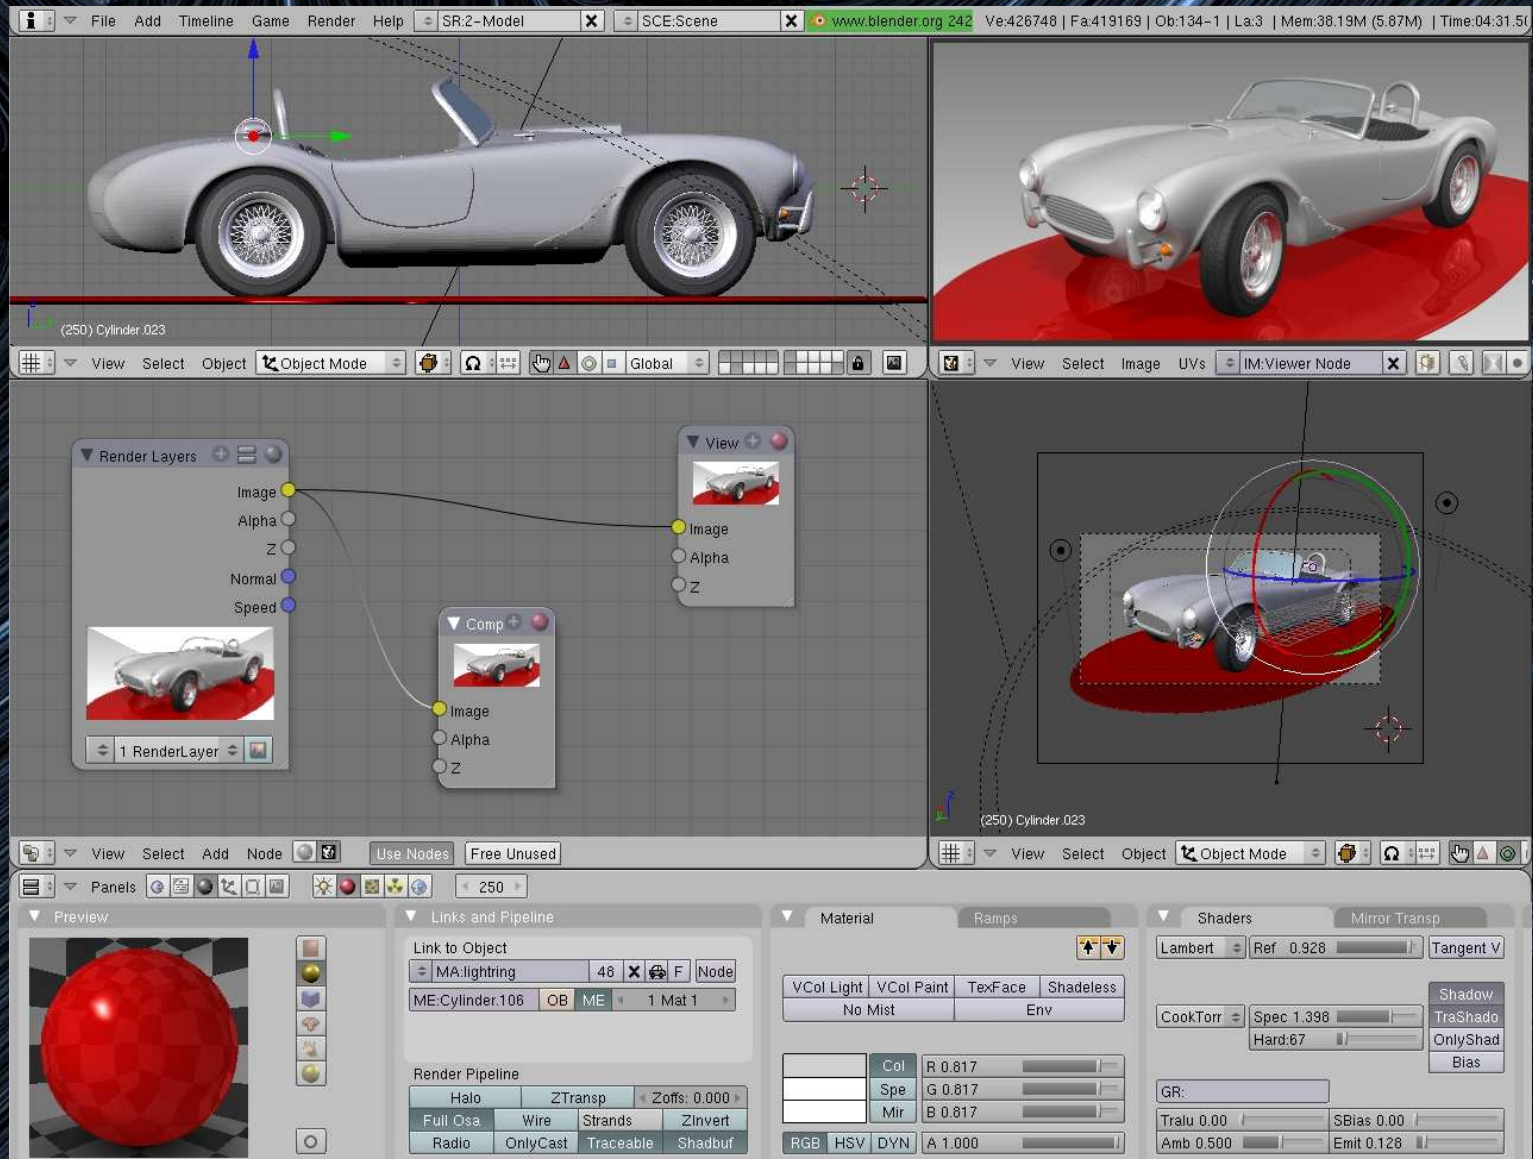 File Add Timeline Game Render Help SR:2-Model SCE:Scene www.blender.org 242 Ve:426748 | Fa:419169 | Ob:134-1 | La:3 | Mem:38.19M (5.87M) | Time:04:31.5
(250) Cylinder.023
View Select Object Object Mode Global
View Select Image UVs IM:Viewer Node
Render Layers
Image
Alpha
Z
Normal
Speed
1 RenderLayer
View
Image
Alpha
Z
Comp
Image
Alpha
Z
(250) Cylinder.023
View Select Add Node Use Nodes Free Unused
View Select Object Object Mode
Panels 250
Preview
Links and Pipeline
Link to Object
MA:lightring 48 F Node
ME:Cylinder.106 OB ME 1 Mat 1
Render Pipeline
Halo ZTransp Zoffs: 0.000
Full Osa Wire Strands ZInvert
Radio OnlyCast Traceable Shadbuf
Material Ramps
VCol Light VCol Paint TexFace Shadeless
No Mist Env
Col R 0.817
Spe G 0.817
Mir B 0.817
RGB HSV DYN A 1.000
Shaders Mirror Transp
Lambert Ref 0.928 Tangent V
Shadow
CookTorr Spec 1.398 TraShado
Hard:67 OnlyShad
Bias
GR:
Tralu 0.00 SBias 0.00
Amb 0.500 Emit 0.128